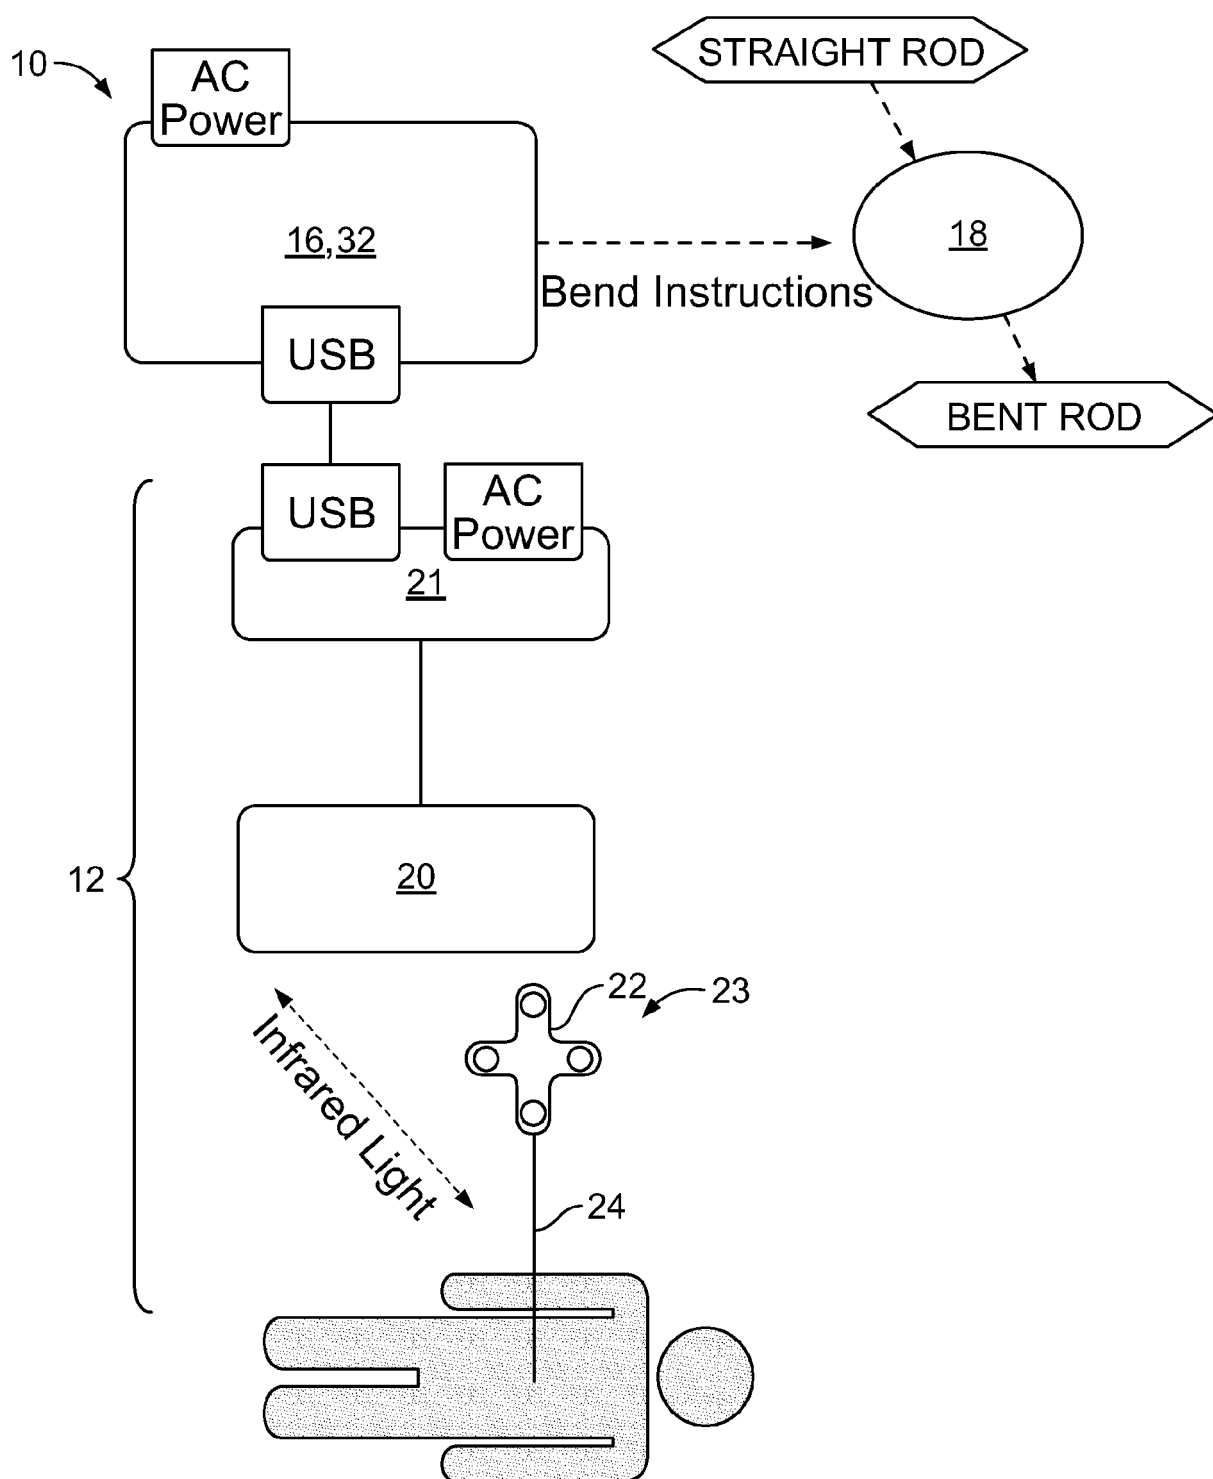 10
AC
Power
STRAIGHT ROD
16,32
18
Bend Instructions
USB
BENT ROD
USB
AC
Power
21
12
20
22
23
Infrared Light
24